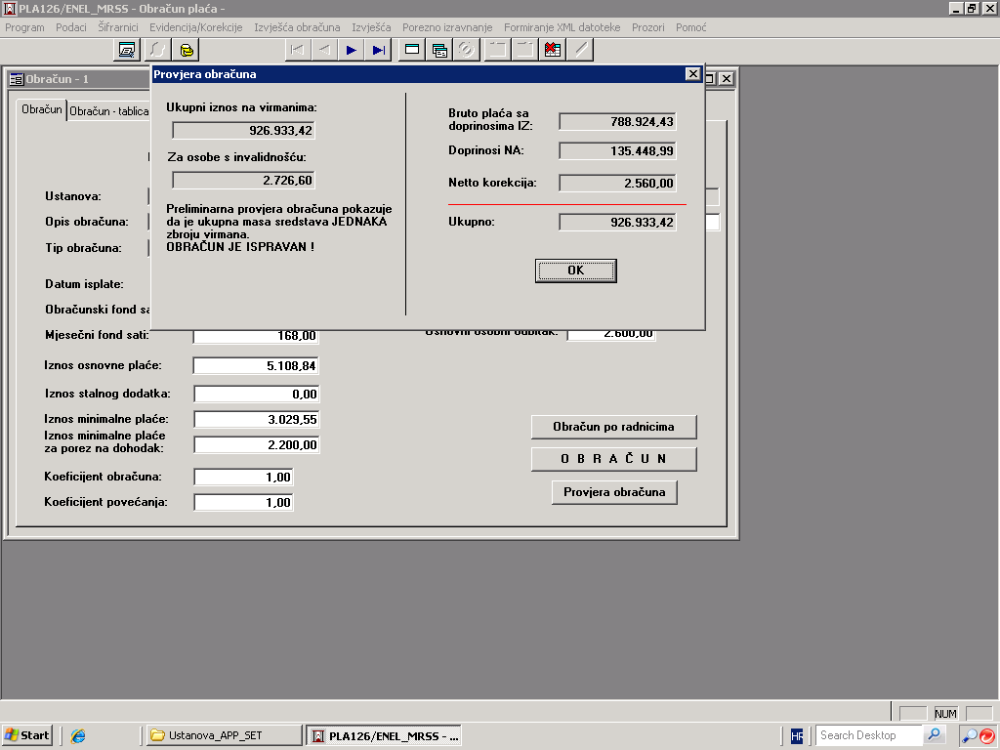 PLA126/ENEL_MRSS - Obračun plaća -
Program Podaci Šifrarnici Evidencija/Korekcije Izvješća obračuna Izvješća Porezno izravnanje Formiranje XML datoteke Prozori Pomoć
Obračun - 1
Obračun
Obračun - tablica
Ustanova:
Opis obračuna:
Tip obračuna:
Datum isplate:
Obračunski fond sa
Mjesečni fond sati:
168,00
Osnovni osobni odbitak:
2.600,00
Iznos osnovne plaće:
5.108,84
Iznos stalnog dodatka:
0,00
Iznos minimalne plaće:
3.029,55
Iznos minimalne plaće
za porez na dohodak:
2.200,00
Koeficijent obračuna:
1,00
Koeficijent povećanja:
1,00
Obračun po radnicima
O B R A Č U N
Provjera obračuna
Provjera obračuna
Ukupni iznos na virmanima:
926.933,42
Za osobe s invalidnošću:
2.726,60
Preliminarna provjera obračuna pokazuje
da je ukupna masa sredstava JEDNAKA
zbroju virmana.
OBRAČUN JE ISPRAVAN !
Bruto plaća sa
doprinosima IZ:
788.924,43
Doprinosi NA:
135.448,99
Netto korekcija:
2.560,00
Ukupno:
926.933,42
OK
NUM
Start
Ustanova_APP_SET
PLA126/ENEL_MRSS - ...
HR
Search Desktop